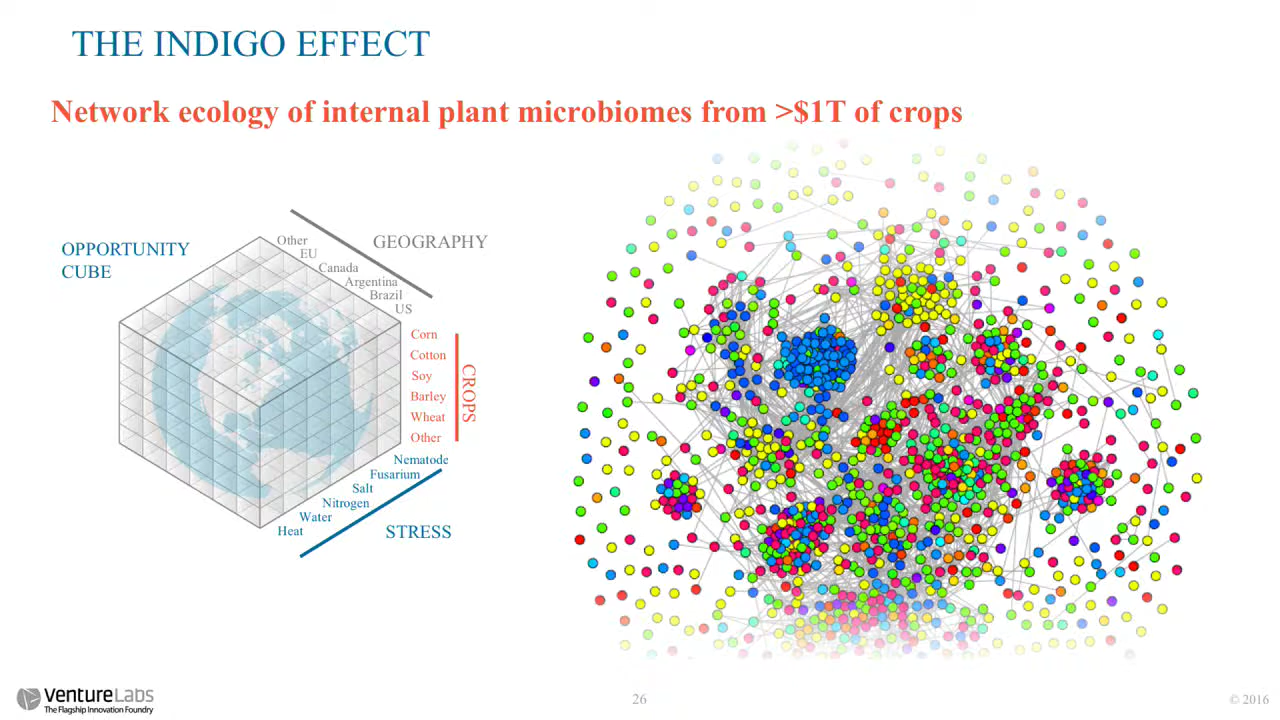 THE INDIGO EFFECT
Network ecology of internal plant microbiomes from >$1T of crops
OPPORTUNITY
CUBE
GEOGRAPHY
Other
EU
Canada
Argentina
Brazil
US
Corn
Cotton
Soy
Barley
Wheat
Other
CROPS
Nematode
Fusarium
Salt
Nitrogen
Water
Heat
STRESS
VentureLabs
The Flagship Innovation Foundry
26
© 2016